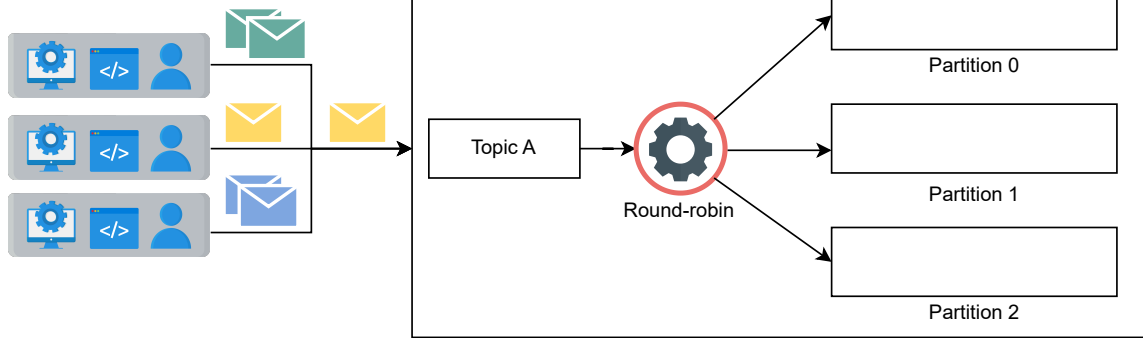 </>
</>
</>
Topic A
Round-robin
Partition 0
Partition 1
Partition 2